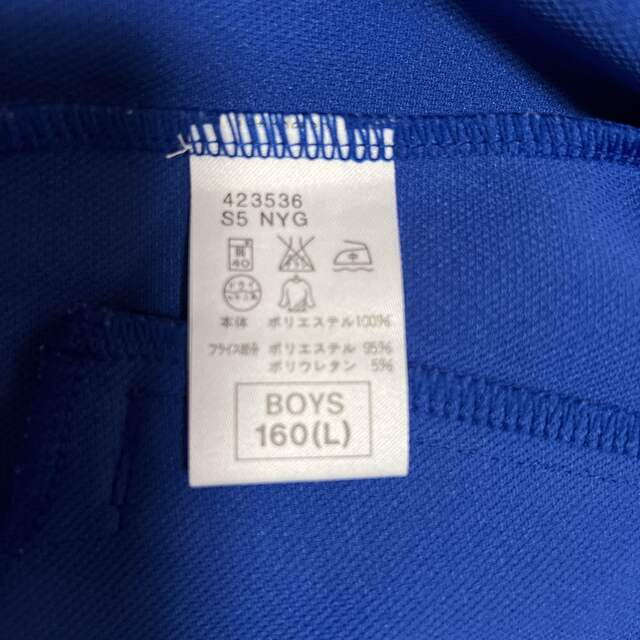 423536
S5 NYG
40
本体 ポリエステル100%
フライス部分 ポリエステル 95%
ポリウレタン 5%
BOYS
160(L)